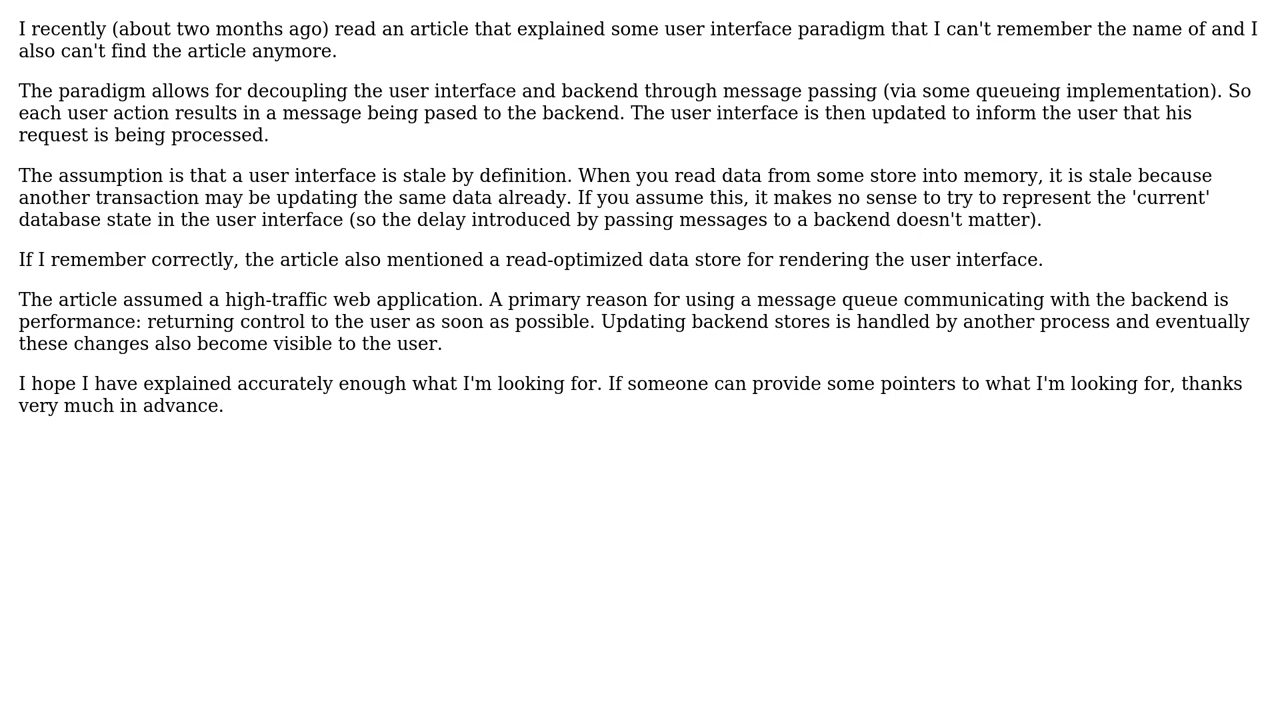 I recently (about two months ago) read an article that explained some user interface paradigm that I can't remember the name of and I
also can't find the article anymore.
The paradigm allows for decoupling the user interface and backend through message passing (via some queueing implementation). So
each user action results in a message being pased to the backend. The user interface is then updated to inform the user that his
request is being processed.
The assumption is that a user interface is stale by definition. When you read data from some store into memory, it is stale because
another transaction may be updating the same data already. If you assume this, it makes no sense to try to represent the 'current'
database state in the user interface (so the delay introduced by passing messages to a backend doesn't matter).
If I remember correctly, the article also mentioned a read-optimized data store for rendering the user interface.
The article assumed a high-traffic web application. A primary reason for using a message queue communicating with the backend is
performance: returning control to the user as soon as possible. Updating backend stores is handled by another process and eventually
these changes also become visible to the user.
I hope I have explained accurately enough what I'm looking for. If someone can provide some pointers to what I'm looking for, thanks
very much in advance.